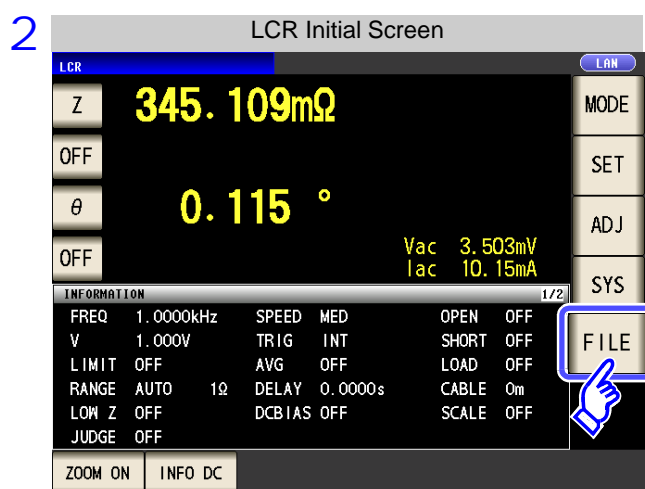 2
LCR Initial Screen
LCR
LAN
Z 345.109mΩ
MODE
OFF
SET
θ 0.115 °
ADJ
OFF
Vac 3.503mV
Iac 10.15mA
SYS
INFORMATION 1/2
FREQ 1.0000kHz SPEED MED OPEN OFF
V 1.000V TRIG INT SHORT OFF
FILE
LIMIT OFF AVG OFF LOAD OFF
RANGE AUTO 1Ω DELAY 0.0000s CABLE 0m
LOW Z OFF DCBIAS OFF SCALE OFF
JUDGE OFF
ZOOM ON INFO DC